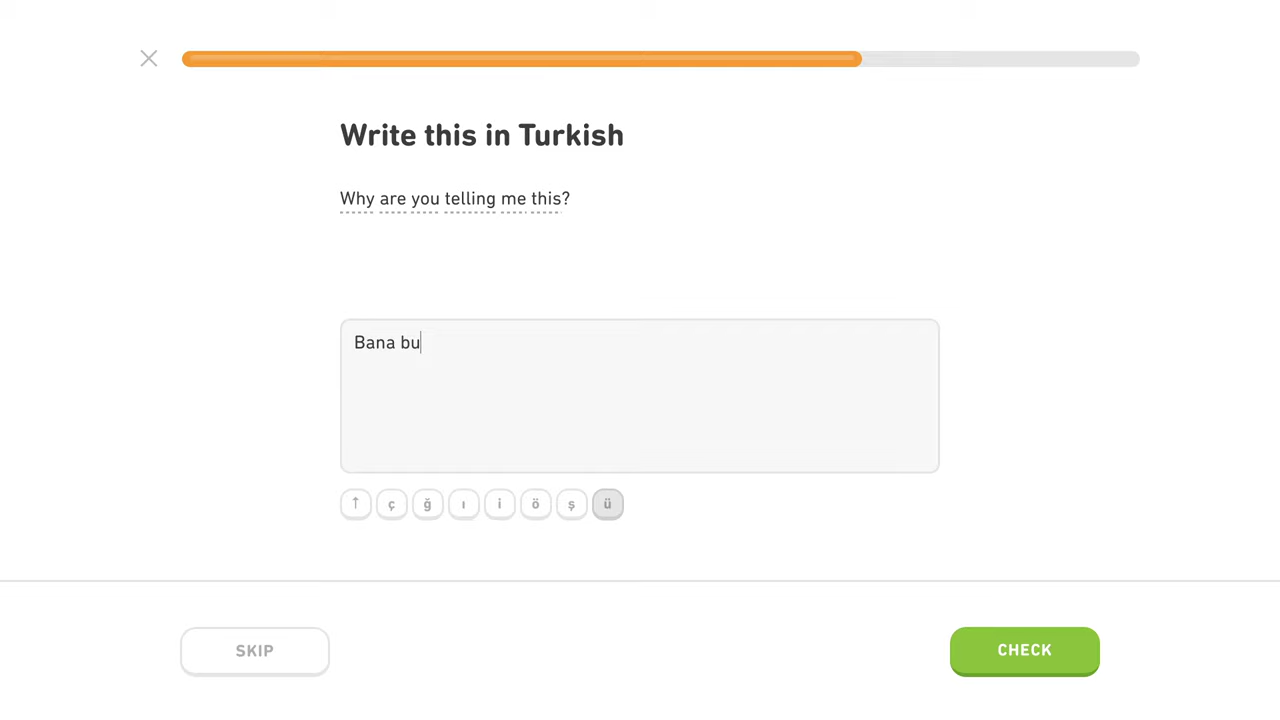 Write this in Turkish
Why are you telling me this?
Bana bu
↑ ç ğ ı i ö ş ü
SKIP
CHECK